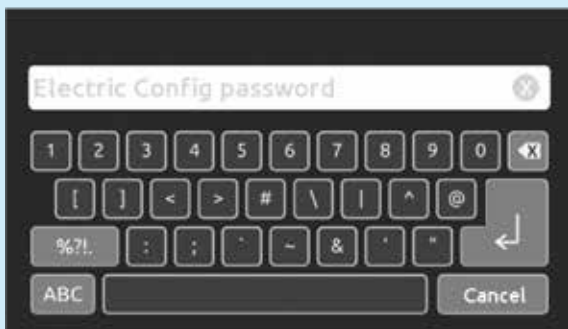 Electric Config password
1 2 3 4 5 6 7 8 9 0 X
[ ] < > # \ | ^ @
%?!. : ; ` ~ & ' "
ABC Cancel